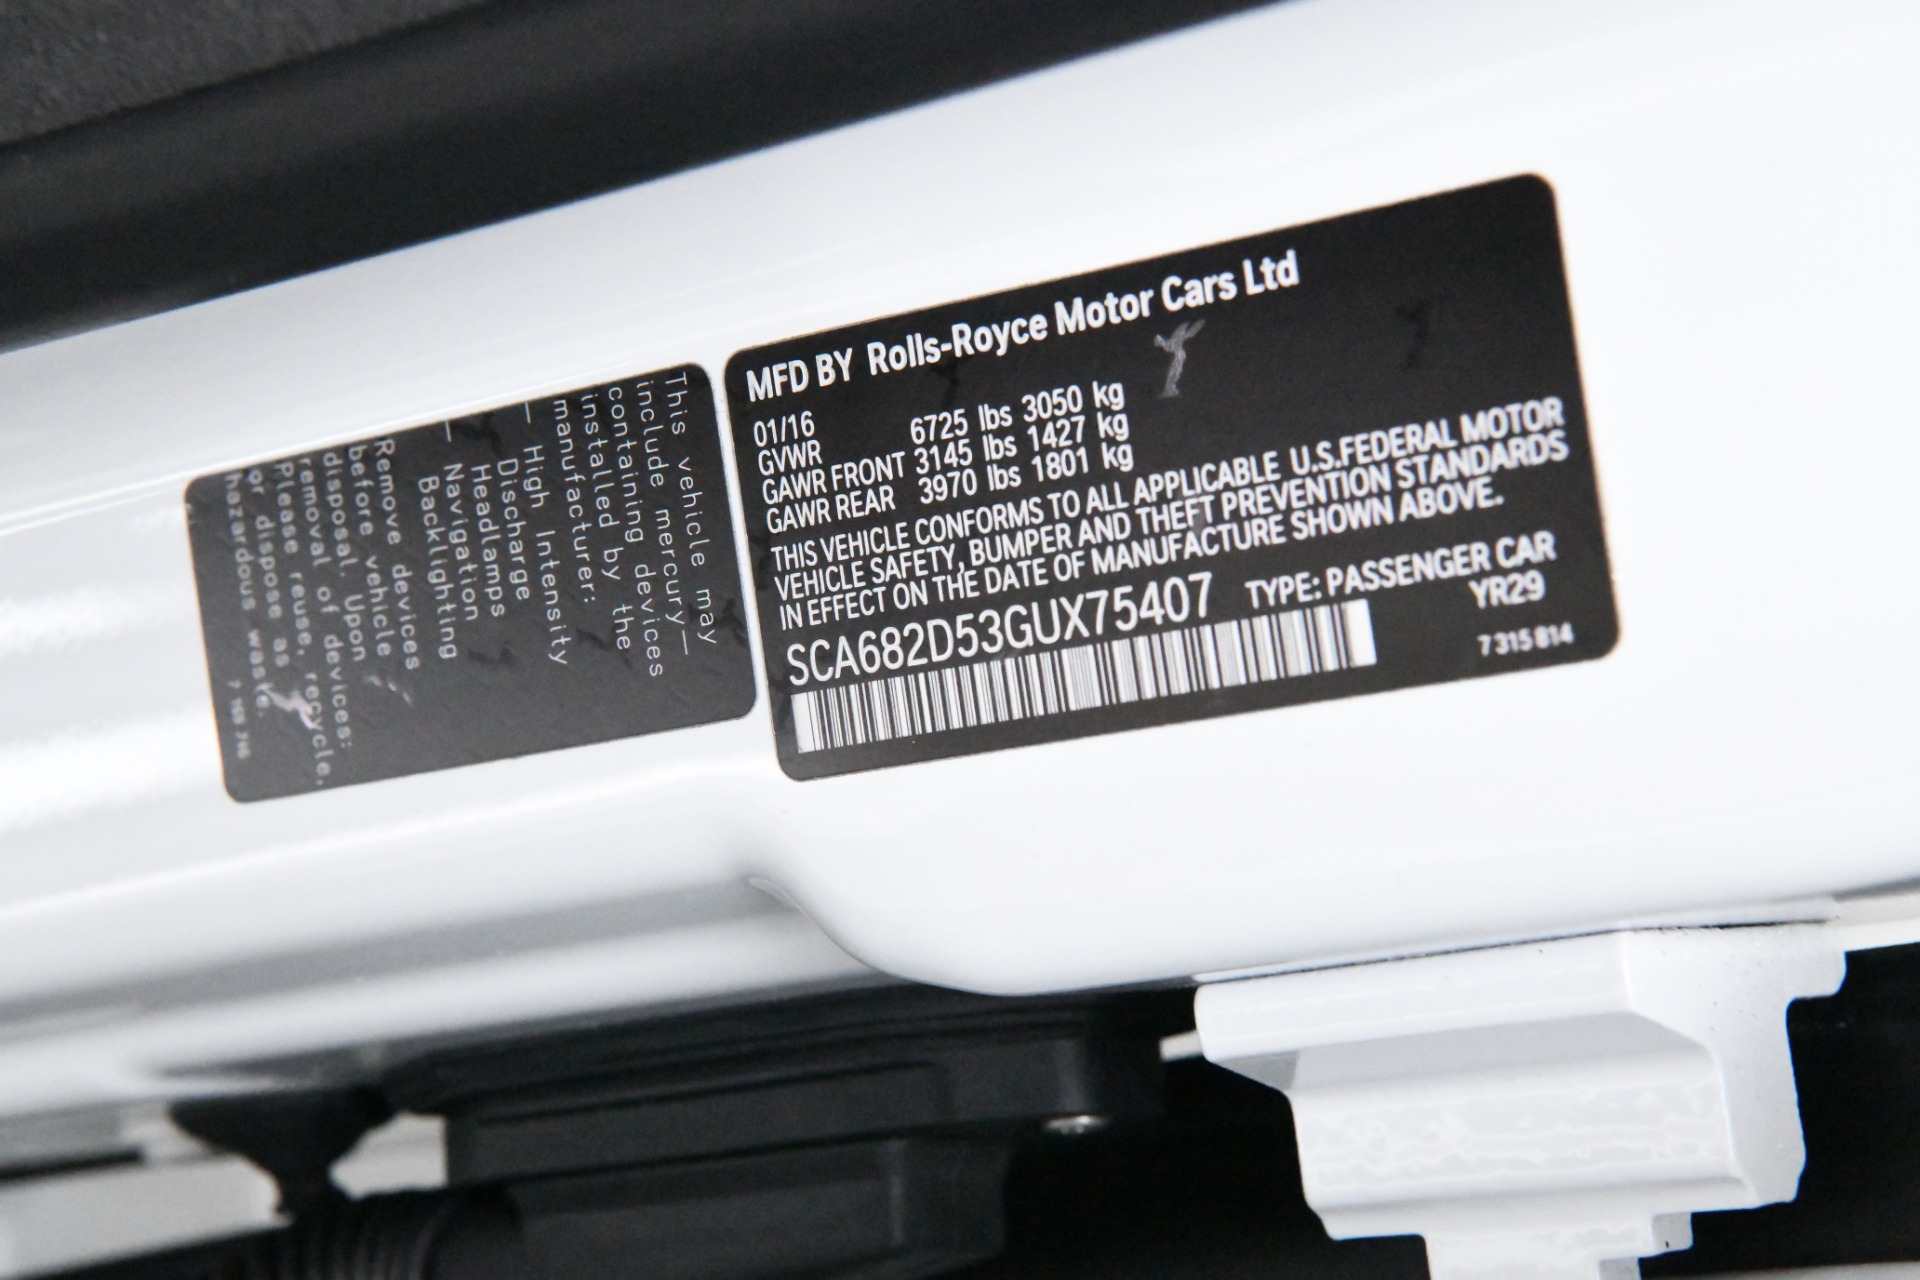 This vehicle may
include mercury—
containing devices
installed by the
manufacturer:
— High Intensity
Discharge
Headlamps
— Navigation
Backlighting
Remove devices
before vehicle
disposal. Upon
removal of devices:
Please reuse, recycle,
or dispose as
hazardous waste.
7 169 746
MFD BY Rolls-Royce Motor Cars Ltd
01/16
GVWR 6725 lbs 3050 kg
GAWR FRONT 3145 lbs 1427 kg
GAWR REAR 3970 lbs 1801 kg
THIS VEHICLE CONFORMS TO ALL APPLICABLE U.S.FEDERAL MOTOR
VEHICLE SAFETY, BUMPER AND THEFT PREVENTION STANDARDS
IN EFFECT ON THE DATE OF MANUFACTURE SHOWN ABOVE.
SCA682D53GUX75407 TYPE: PASSENGER CAR
YR29
7 315 814